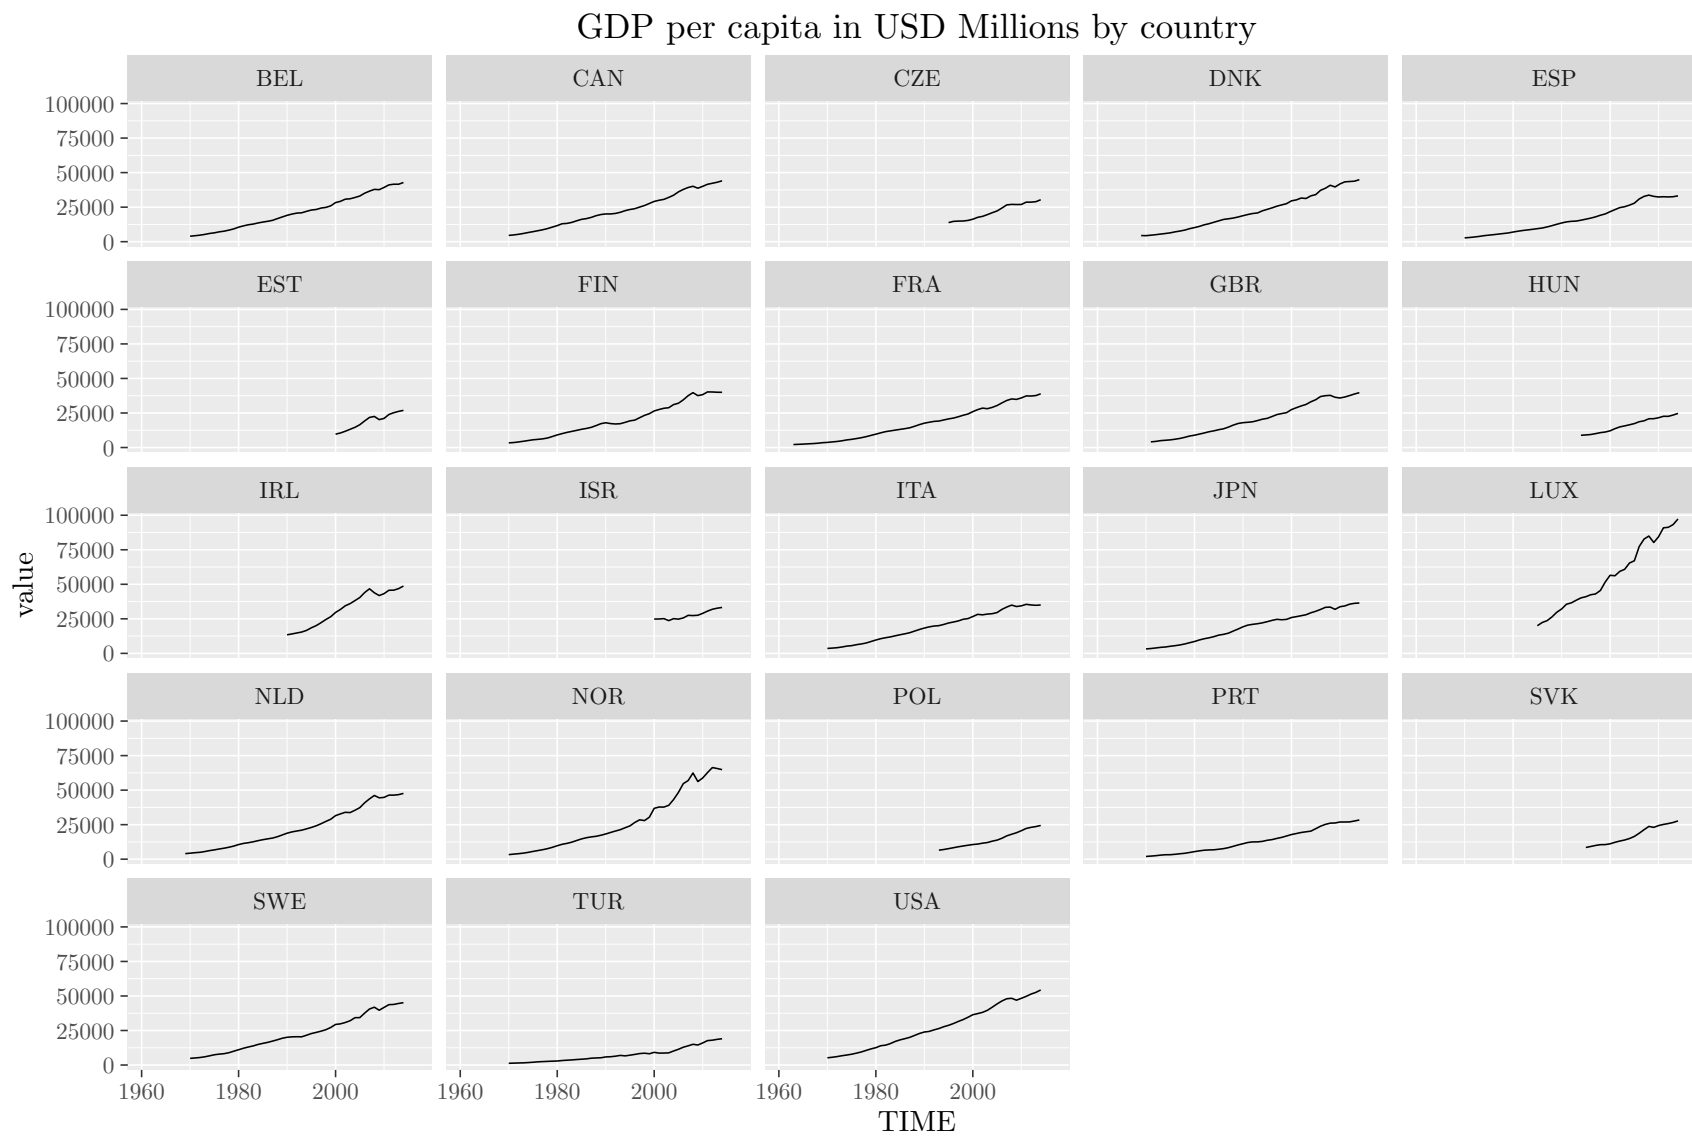 GDP per capita in USD Millions by country
BEL CAN CZE DNK ESP
100000
75000
50000
25000
0
EST FIN FRA GBR HUN
100000
75000
50000
25000
0
IRL ISR ITA JPN LUX
100000
75000
50000
25000
0
value
NLD NOR POL PRT SVK
100000
75000
50000
25000
0
SWE TUR USA
100000
75000
50000
25000
0
1960 1980 2000 1960 1980 2000 1960 1980 2000
TIME